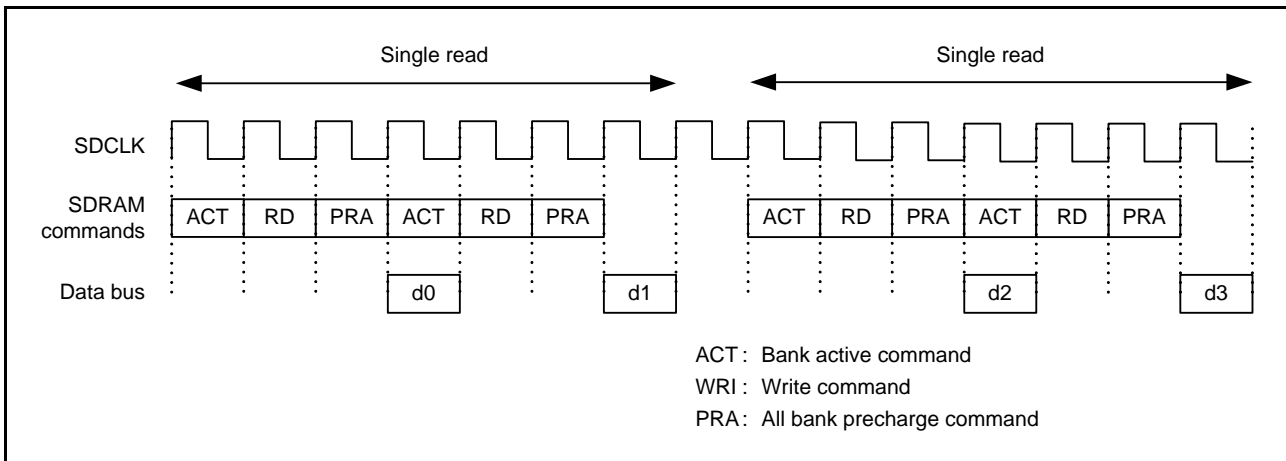 Single read Single read
SDCLK
SDRAM
commands
ACT RD PRA ACT RD PRA ACT RD PRA ACT RD PRA
Data bus
d0 d1 d2 d3
ACT : Bank active command
WRI : Write command
PRA : All bank precharge command